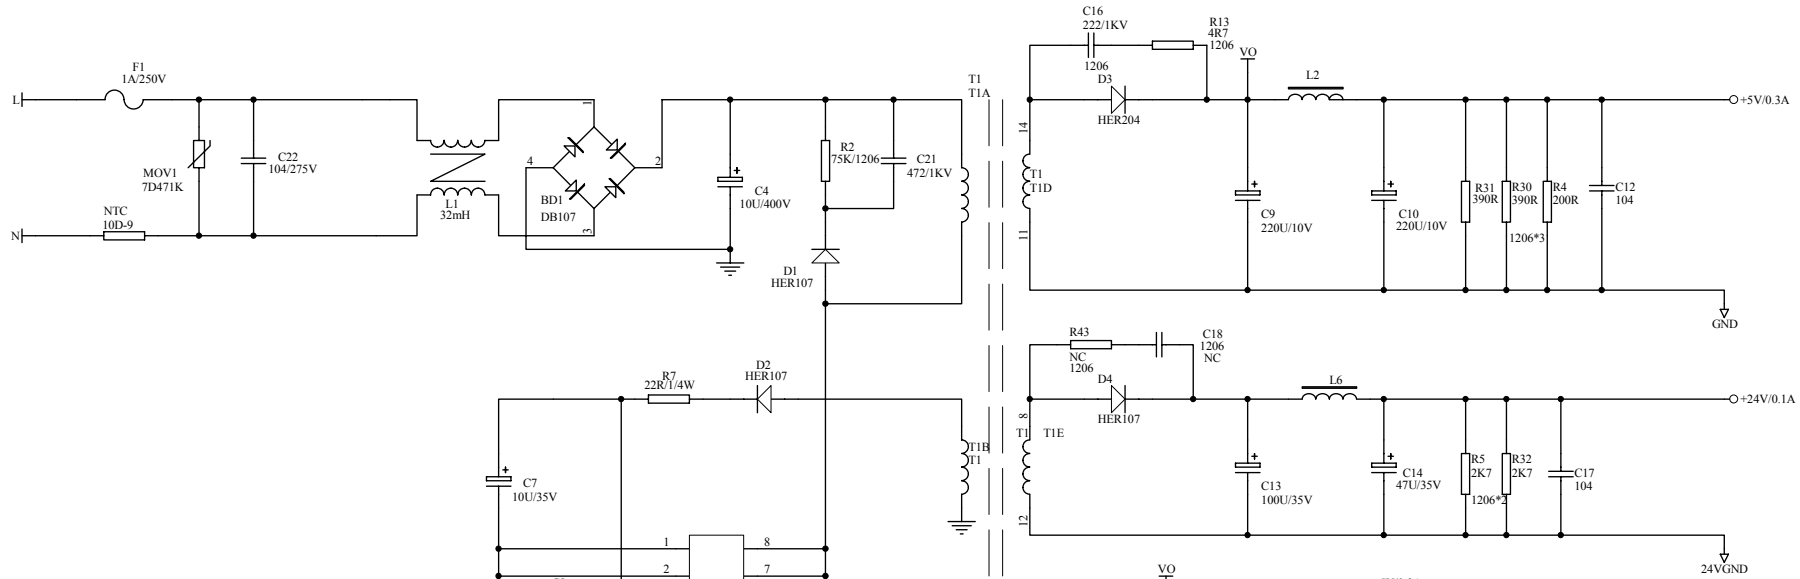 F1
1A/250V
L
MOV1
7D471K
C22
104/275V
NTC
10D-9
N
L1
32mH
1
4
2
3
BD1
DB107
C4
10U/400V
R2
75K/1206
C21
472/1KV
D1
HER107
T1
T1A
C16
222/1KV
1206
R13
4R7
1206
VO
D3
HER204
L2
+5V/0.3A
14
T1
T1D
11
C9
220U/10V
C10
220U/10V
R31
390R
R30
390R
R4
200R
1206*3
C12
104
GND
R7
22R/1/4W
D2
HER107
C7
10U/35V
1
2
8
7
T1B
T1
R43
NC
1206
C18
1206
NC
D4
HER107
L6
+24V/0.1A
8
T1
T1E
12
C13
100U/35V
C14
47U/35V
R5
2K7
R32
2K7
1206*2
C17
104
24VGND
VO